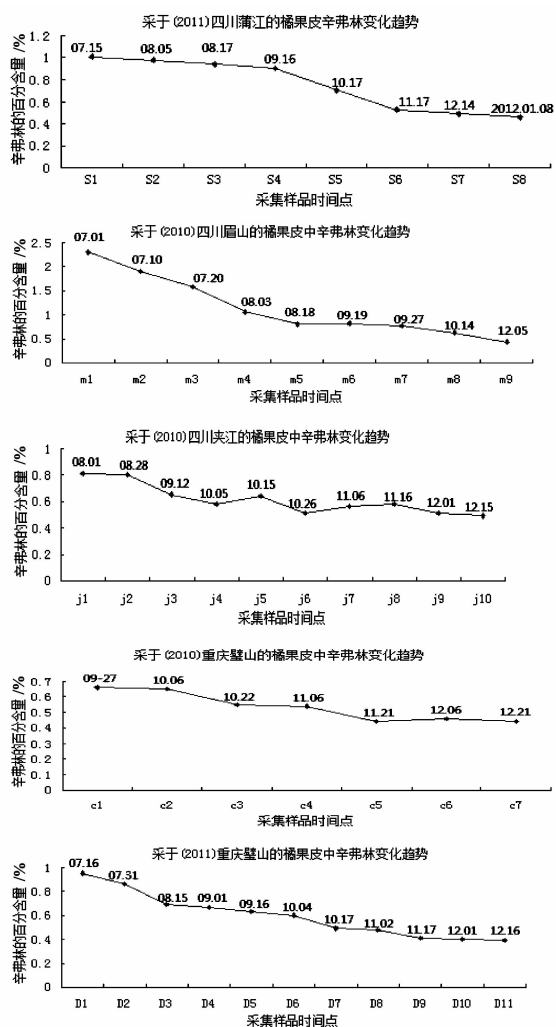 采于(2011)四川蒲江的橘果皮辛弗林变化趋势
辛弗林的百分含量/%
1.2
1
0.8
0.6
0.4
0.2
0
07.15 08.05 08.17 09.16 10.17 11.17 12.14 2012.01.08
S1 S2 S3 S4 S5 S6 S7 S8
采集样品时间点
采于(2010)四川眉山的橘果皮中辛弗林变化趋势
辛弗林的百分含量/%
2.5
2
1.5
1
0.5
0
07.01 07.10 07.20 08.03 08.18 09.19 09.27 10.14 12.05
m1 m2 m3 m4 m5 m6 m7 m8 m9
采集样品时间点
采于(2010)四川夹江的橘果皮中辛弗林变化趋势
辛弗林的百分含量/%
1
0.8
0.6
0.4
0.2
0
08.01 08.28 09.12 10.05 10.15 10.26 11.06 11.16 12.01 12.15
j1 j2 j3 j4 j5 j6 j7 j8 j9 j10
采集样品时间点
采于(2010)重庆璧山的橘果皮中辛弗林变化趋势
辛弗林的百分含量/%
0.7
0.6
0.5
0.4
0.3
0.2
0.1
0
09-27 10.06 10.22 11.06 11.21 12.06 12.21
c1 c2 c3 c4 c5 c6 c7
采集样品时间点
采于(2011)重庆璧山的橘果皮中辛弗林变化趋势
辛弗林的百分含量/%
1
0.8
0.6
0.4
0.2
0
07.16 07.31 08.15 09.01 09.16 10.04 10.17 11.02 11.17 12.01 12.16
D1 D2 D3 D4 D5 D6 D7 D8 D9 D10 D11
采集样品时间点